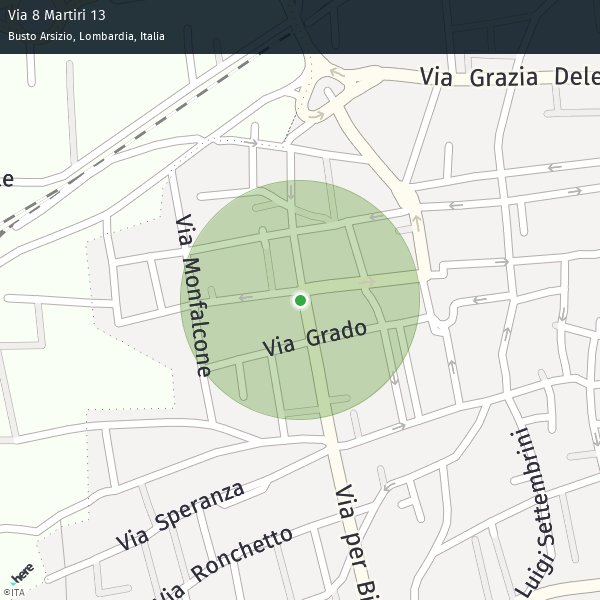 Via 8 Martiri 13
Busto Arsizio, Lombardia, Italia
Via Grazia Dele
le
Via Monfalcone
Via Grado
Luigi Settembrini
Via Speranza
Via per Bi
Via Ronchetto
here
©ITA